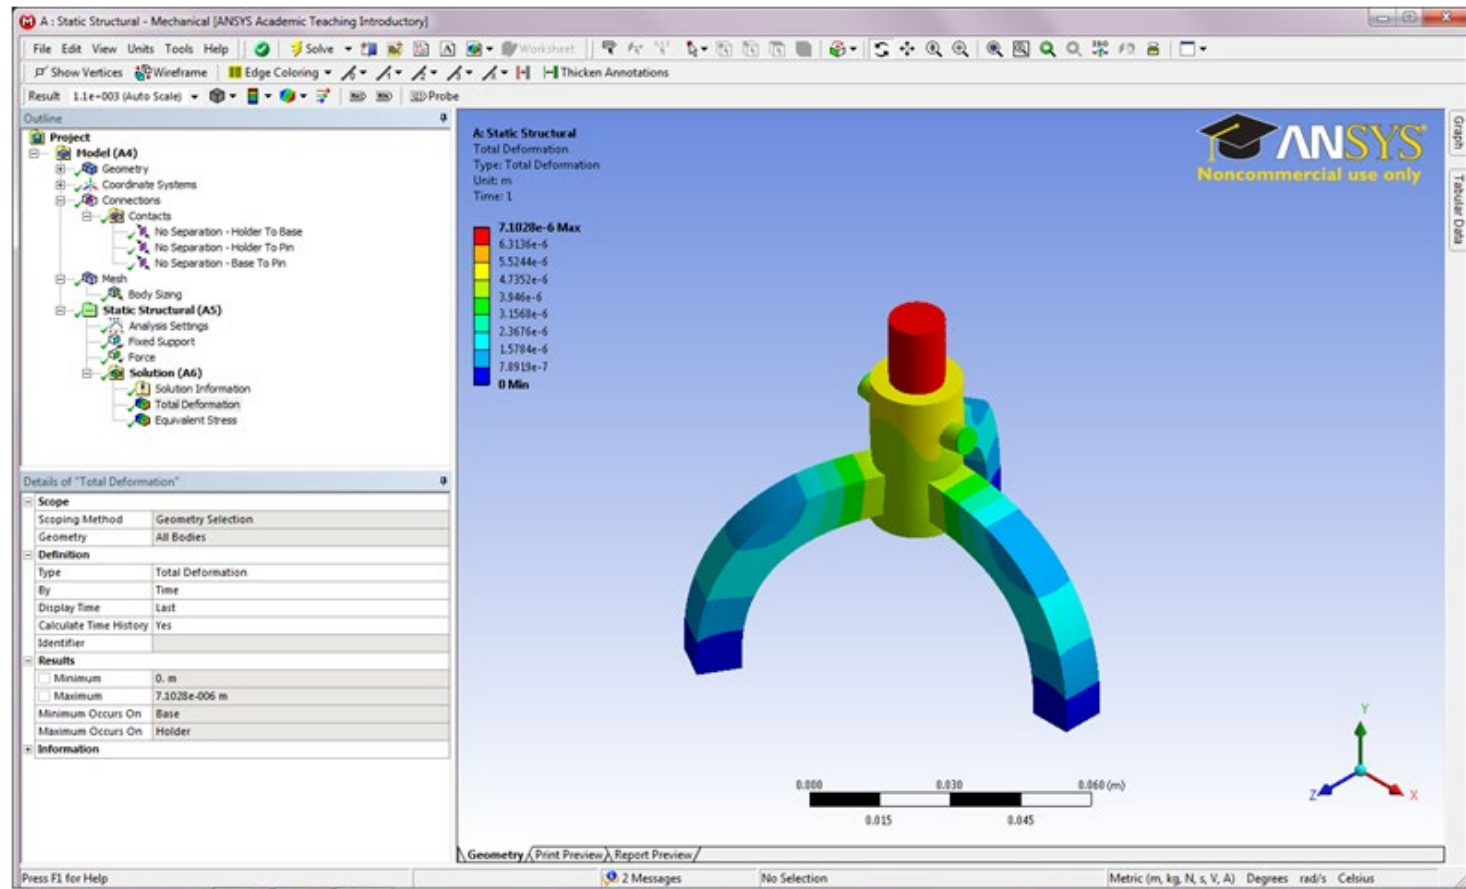 A : Static Structural - Mechanical [ANSYS Academic Teaching Introductory]
File Edit View Units Tools Help Solve Worksheet
Show Vertices Wireframe Edge Coloring Thicken Annotations
Result 1.1e+003 (Auto Scale) Probe
Outline
Project
Model (A4)
Geometry
Coordinate Systems
Connections
Contacts
No Separation - Holder To Base
No Separation - Holder To Pin
No Separation - Base To Pin
Mesh
Body Sizing
Static Structural (A5)
Analysis Settings
Fixed Support
Force
Solution (A6)
Solution Information
Total Deformation
Equivalent Stress
Details of "Total Deformation"
Scope
Scoping Method Geometry Selection
Geometry All Bodies
Definition
Type Total Deformation
By Time
Display Time Last
Calculate Time History Yes
Identifier
Results
Minimum 0. m
Maximum 7.1028e-006 m
Minimum Occurs On Base
Maximum Occurs On Holder
Information
A: Static Structural
Total Deformation
Type: Total Deformation
Unit: m
Time: 1
7.1028e-6 Max
6.3136e-6
5.5244e-6
4.7352e-6
3.946e-6
3.1568e-6
2.3676e-6
1.5784e-6
7.8919e-7
0 Min
ANSYS
Noncommercial use only
Graph
Tabular Data
0.000 0.030 0.060 (m)
0.015 0.045
Y
Z X
Geometry Print Preview Report Preview
Press F1 for Help 2 Messages No Selection Metric (m, kg, N, s, V, A) Degrees rad/s Celsius